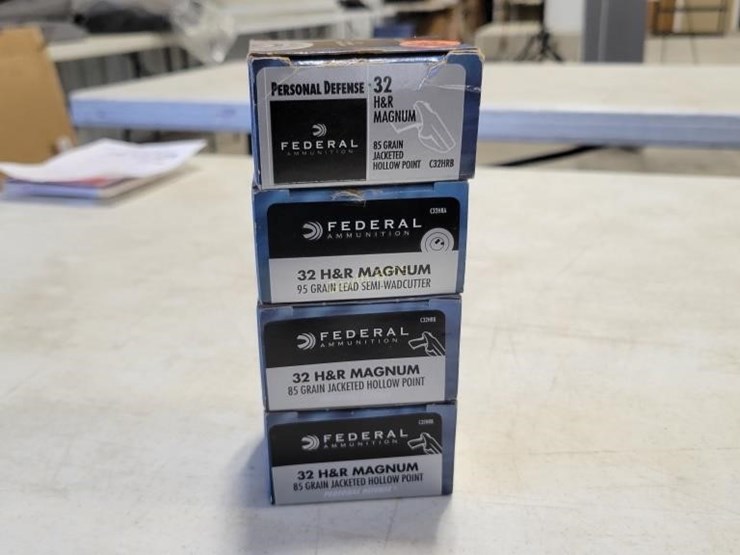 PERSONAL DEFENSE
32
H&R
MAGNUM
FEDERAL
AMMUNITION
85 GRAIN
JACKETED
HOLLOW POINT
C32HRB
C32HRA
FEDERAL
AMMUNITION
32 H&R MAGNUM
95 GRAIN LEAD SEMI-WADCUTTER
C32HRB
FEDERAL
AMMUNITION
32 H&R MAGNUM
85 GRAIN JACKETED HOLLOW POINT
C32HRB
FEDERAL
AMMUNITION
32 H&R MAGNUM
85 GRAIN JACKETED HOLLOW POINT
PERSONAL DEFENSE